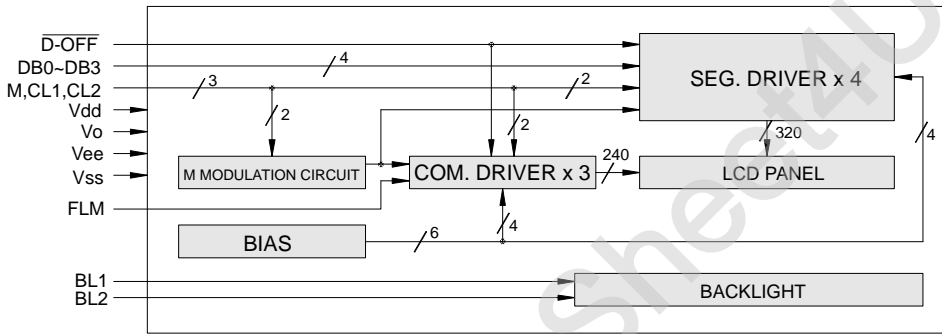 D-OFF
DB0~DB3
M,CL1,CL2
Vdd
Vo
Vee
Vss
FLM
BL1
BL2
4
3
2
2
2
SEG. DRIVER x 4
320
4
M MODULATION CIRCUIT
COM. DRIVER x 3
240
LCD PANEL
BIAS
6
4
BACKLIGHT
Sheet4U